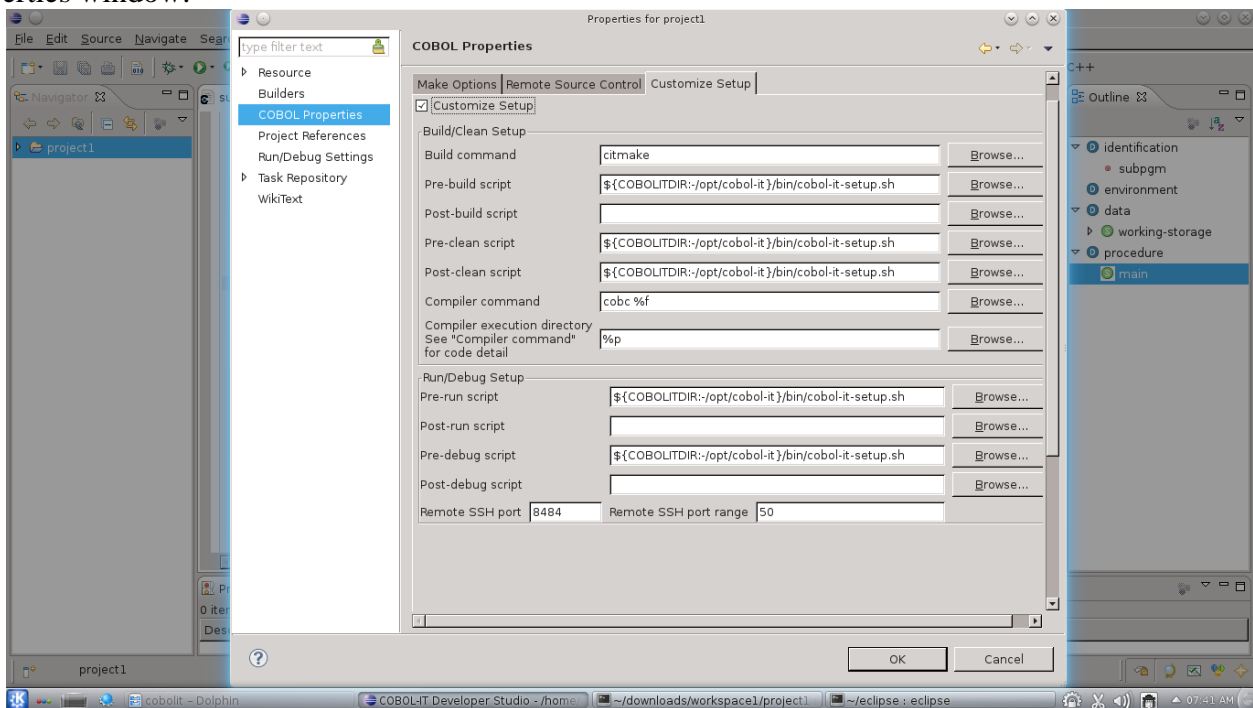 erties window.
Properties for project1
File Edit Source Navigate Sear
C++
type filter text
COBOL Properties
Resource
Builders
COBOL Properties
Project References
Run/Debug Settings
Task Repository
WikiText
Make Options Remote Source Control Customize Setup
Customize Setup
Build/Clean Setup
Build command citmake Browse...
Pre-build script ${COBOLITDIR:-/opt/cobol-it}/bin/cobol-it-setup.sh Browse...
Post-build script Browse...
Pre-clean script ${COBOLITDIR:-/opt/cobol-it}/bin/cobol-it-setup.sh Browse...
Post-clean script ${COBOLITDIR:-/opt/cobol-it}/bin/cobol-it-setup.sh Browse...
Compiler command cobc %f Browse...
Compiler execution directory
See "Compiler command" %p Browse...
for code detail
Run/Debug Setup
Pre-run script ${COBOLITDIR:-/opt/cobol-it}/bin/cobol-it-setup.sh Browse...
Post-run script Browse...
Pre-debug script ${COBOLITDIR:-/opt/cobol-it}/bin/cobol-it-setup.sh Browse...
Post-debug script Browse...
Remote SSH port 8484 Remote SSH port range 50
OK Cancel
Navigator
project1
su
Outline
identification
subpgm
environment
data
working-storage
procedure
main
Pr
0 iter
Des
project1
cobolit - Dolphin
COBOL-IT Developer Studio - /home
~/downloads/workspace1/project1
~/eclipse : eclipse
07:41 AM